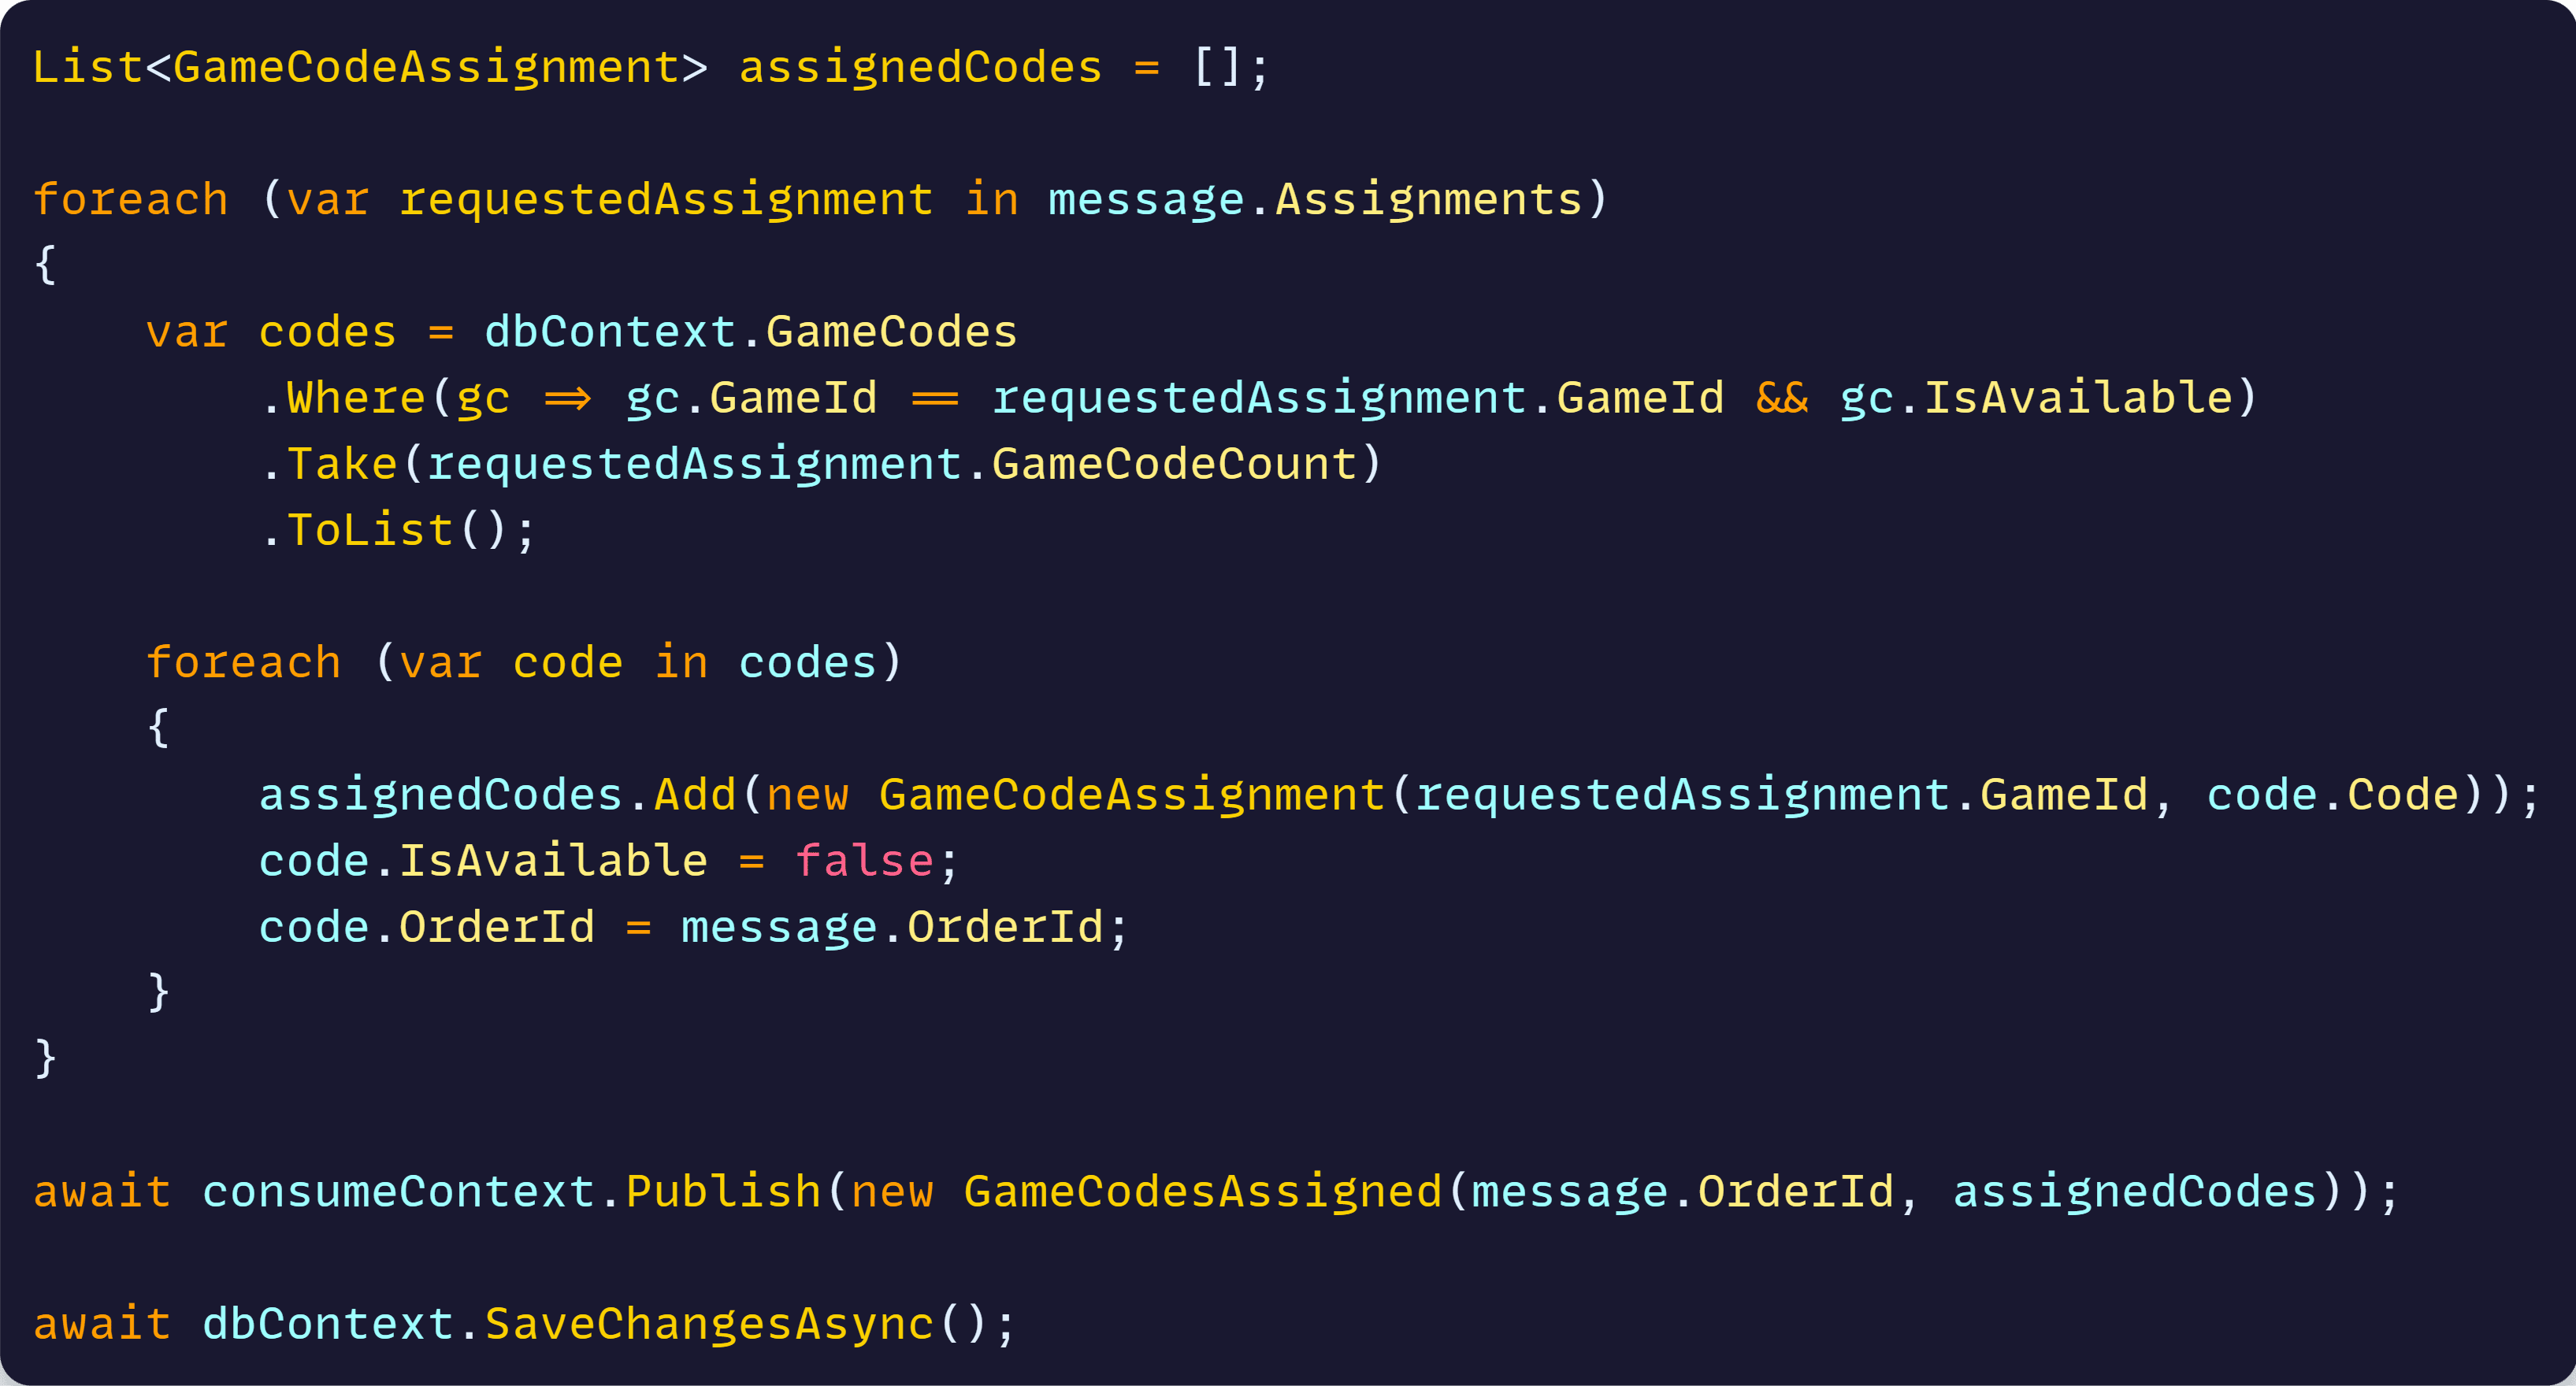 List<GameCodeAssignment> assignedCodes = [];

foreach (var requestedAssignment in message.Assignments)
{
    var codes = dbContext.GameCodes
        .Where(gc => gc.GameId == requestedAssignment.GameId && gc.IsAvailable)
        .Take(requestedAssignment.GameCodeCount)
        .ToList();

    foreach (var code in codes)
    {
        assignedCodes.Add(new GameCodeAssignment(requestedAssignment.GameId, code.Code));
        code.IsAvailable = false;
        code.OrderId = message.OrderId;
    }
}

await consumeContext.Publish(new GameCodesAssigned(message.OrderId, assignedCodes));

await dbContext.SaveChangesAsync();